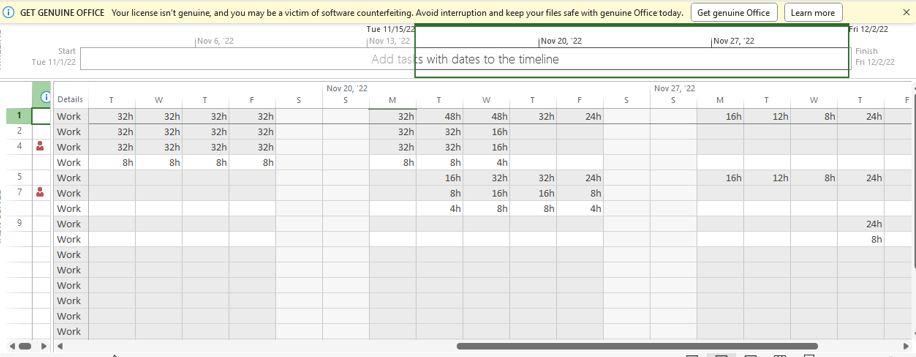 GET GENUINE OFFICE Your license isn't genuine, and you may be a victim of software counterfeiting. Avoid interruption and keep your files safe with genuine Office today. Get genuine Office Learn more
Tue 11/15/22 Fri 12/2/22
Nov 6, '22 Nov 13, '22 Nov 20, '22 Nov 27, '22
Start Add tasks with dates to the timeline Finish
Tue 11/1/22 Fri 12/2/22
Nov 20, '22 Nov 27, '22
Details T W T F S S M T W T F S S M T W T F
1 Work 32h 32h 32h 32h 32h 48h 48h 32h 24h 16h 12h 8h 24h
2 Work 32h 32h 32h 32h 32h 32h 16h
4 Work 32h 32h 32h 32h 32h 32h 16h
Work 8h 8h 8h 8h 8h 8h 4h
5 Work 16h 32h 32h 24h 16h 12h 8h 24h
7 Work 8h 16h 16h 8h
Work 4h 8h 8h 4h
9 Work 24h
Work 8h
Work
Work
Work
Work
Work
Work